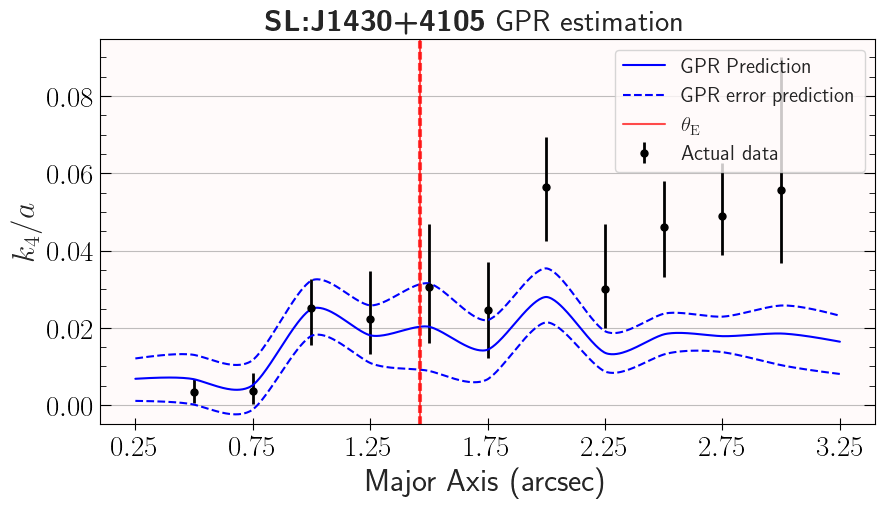 SL:J1430+4105 GPR estimation
GPR Prediction
GPR error prediction
θ_E
Actual data
0.08
0.06
0.04
0.02
0.00
k₄/a
0.25 0.75 1.25 1.75 2.25 2.75 3.25
Major Axis (arcsec)